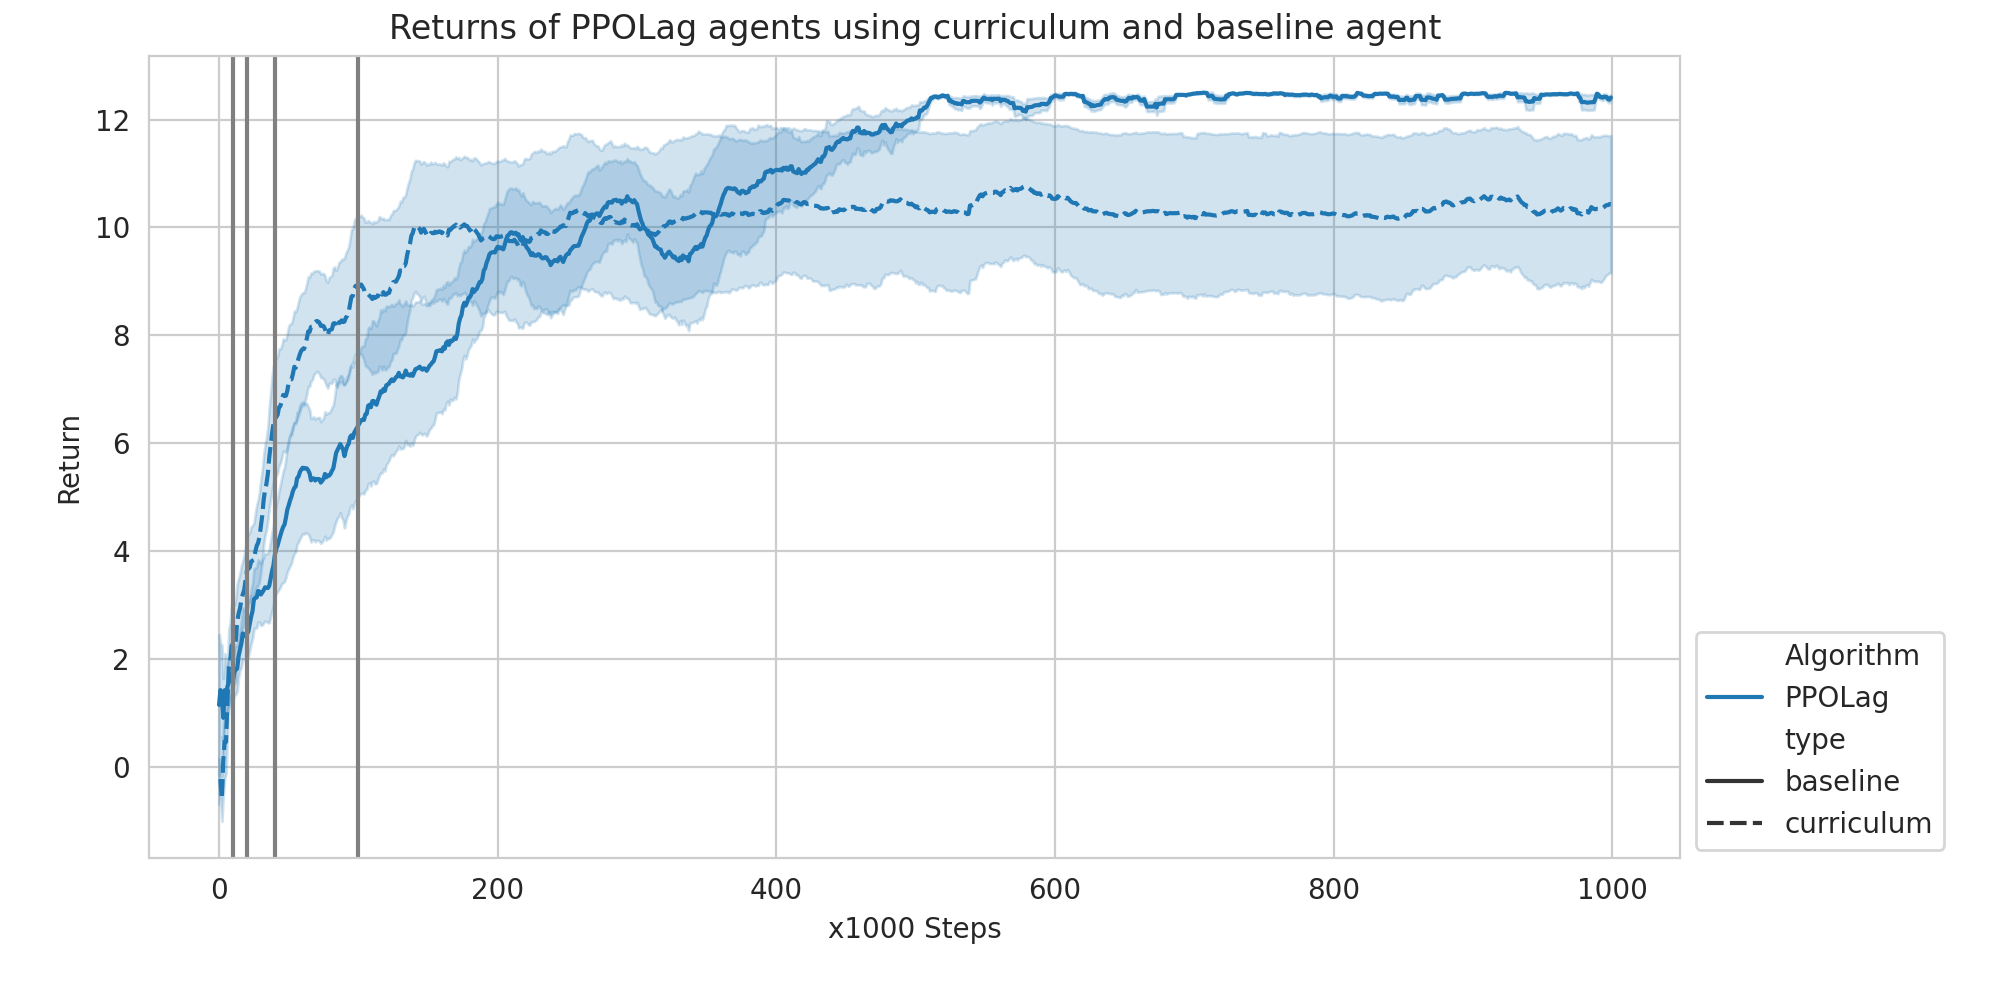 Returns of PPOLag agents using curriculum and baseline agent
12
10
8
6
4
2
0
Return
0 200 400 600 800 1000
x1000 Steps
Algorithm
PPOLag
type
baseline
curriculum